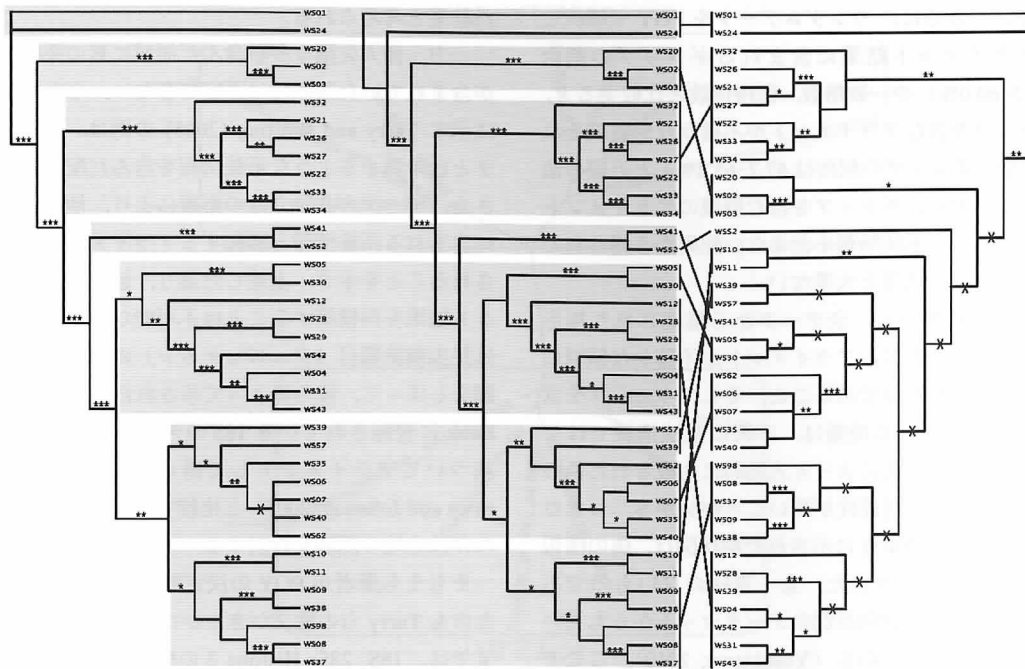 WS01
WS24
WS20
WS02
WS03
WS32
WS21
WS26
WS27
WS22
WS33
WS34
WS41
WS52
WS05
WS30
WS12
WS28
WS29
WS42
WS04
WS31
WS43
WS39
WS57
WS35
WS06
WS07
WS40
WS62
WS10
WS11
WS09
WS38
WS98
WS08
WS37
WS01
WS24
WS20
WS02
WS03
WS32
WS21
WS26
WS27
WS22
WS33
WS34
WS41
WS52
WS05
WS30
WS12
WS28
WS29
WS42
WS04
WS31
WS43
WS57
WS39
WS62
WS06
WS07
WS35
WS40
WS10
WS11
WS09
WS38
WS98
WS08
WS37
WS01
WS24
WS32
WS26
WS21
WS27
WS22
WS33
WS34
WS20
WS02
WS03
WS52
WS10
WS11
WS39
WS57
WS41
WS05
WS30
WS62
WS06
WS07
WS35
WS40
WS98
WS08
WS37
WS09
WS38
WS12
WS28
WS29
WS04
WS42
WS31
WS43